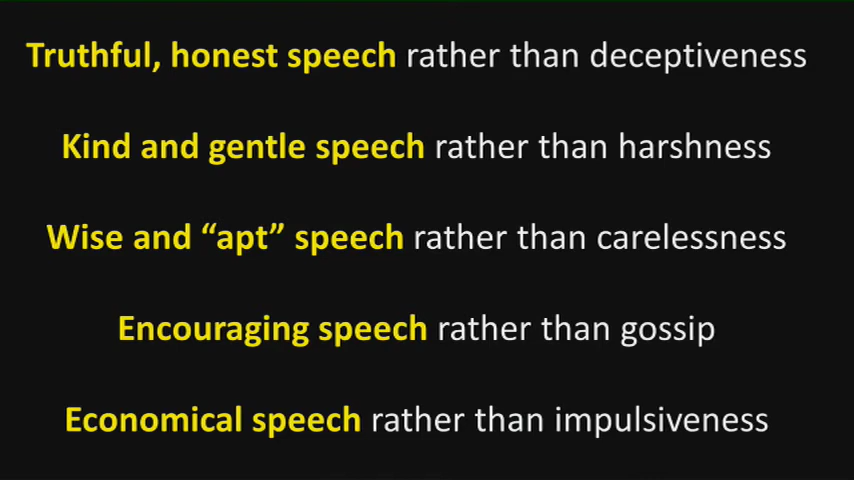 Truthful, honest speech rather than deceptiveness
Kind and gentle speech rather than harshness
Wise and “apt” speech rather than carelessness
Encouraging speech rather than gossip
Economical speech rather than impulsiveness